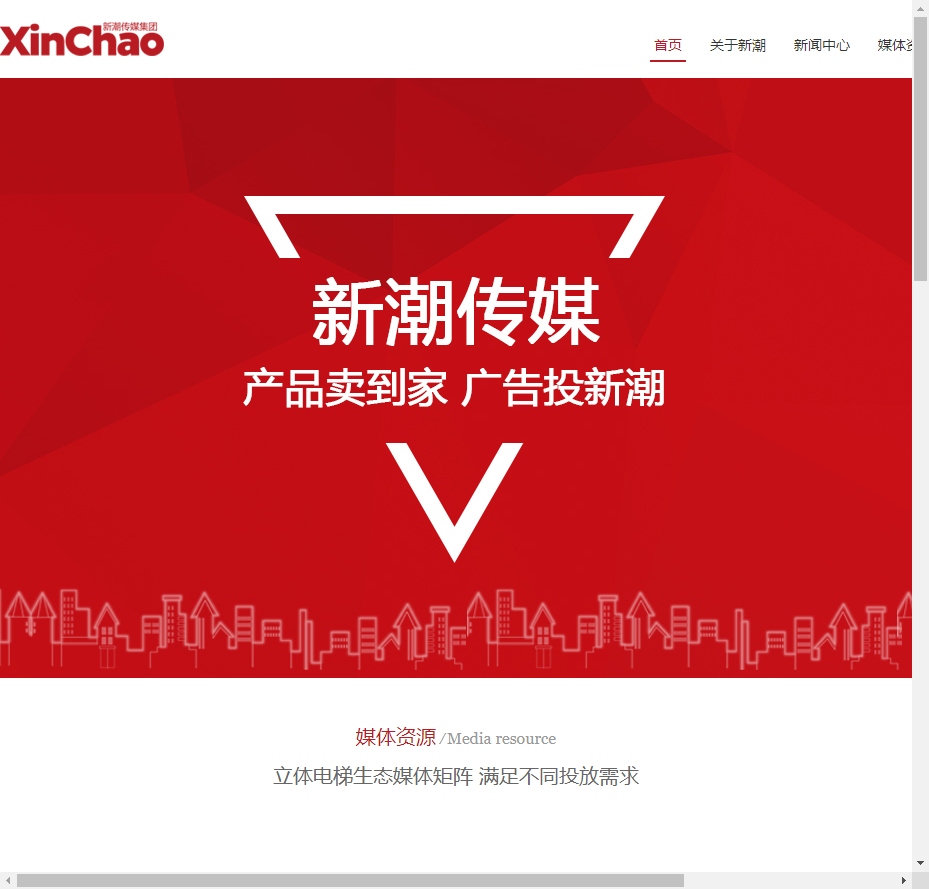 新潮传媒集团
XinChao
首页 关于新潮 新闻中心 媒体资
新潮传媒
产品卖到家 广告投新潮
媒体资源 /Media resource
立体电梯生态媒体矩阵 满足不同投放需求